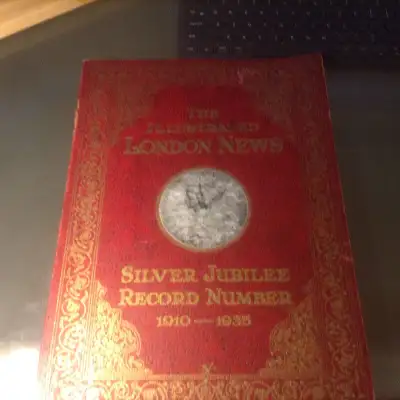 THE
ILLUSTRATED
LONDON NEWS
SILVER JUBILEE
RECORD NUMBER
1910—1935